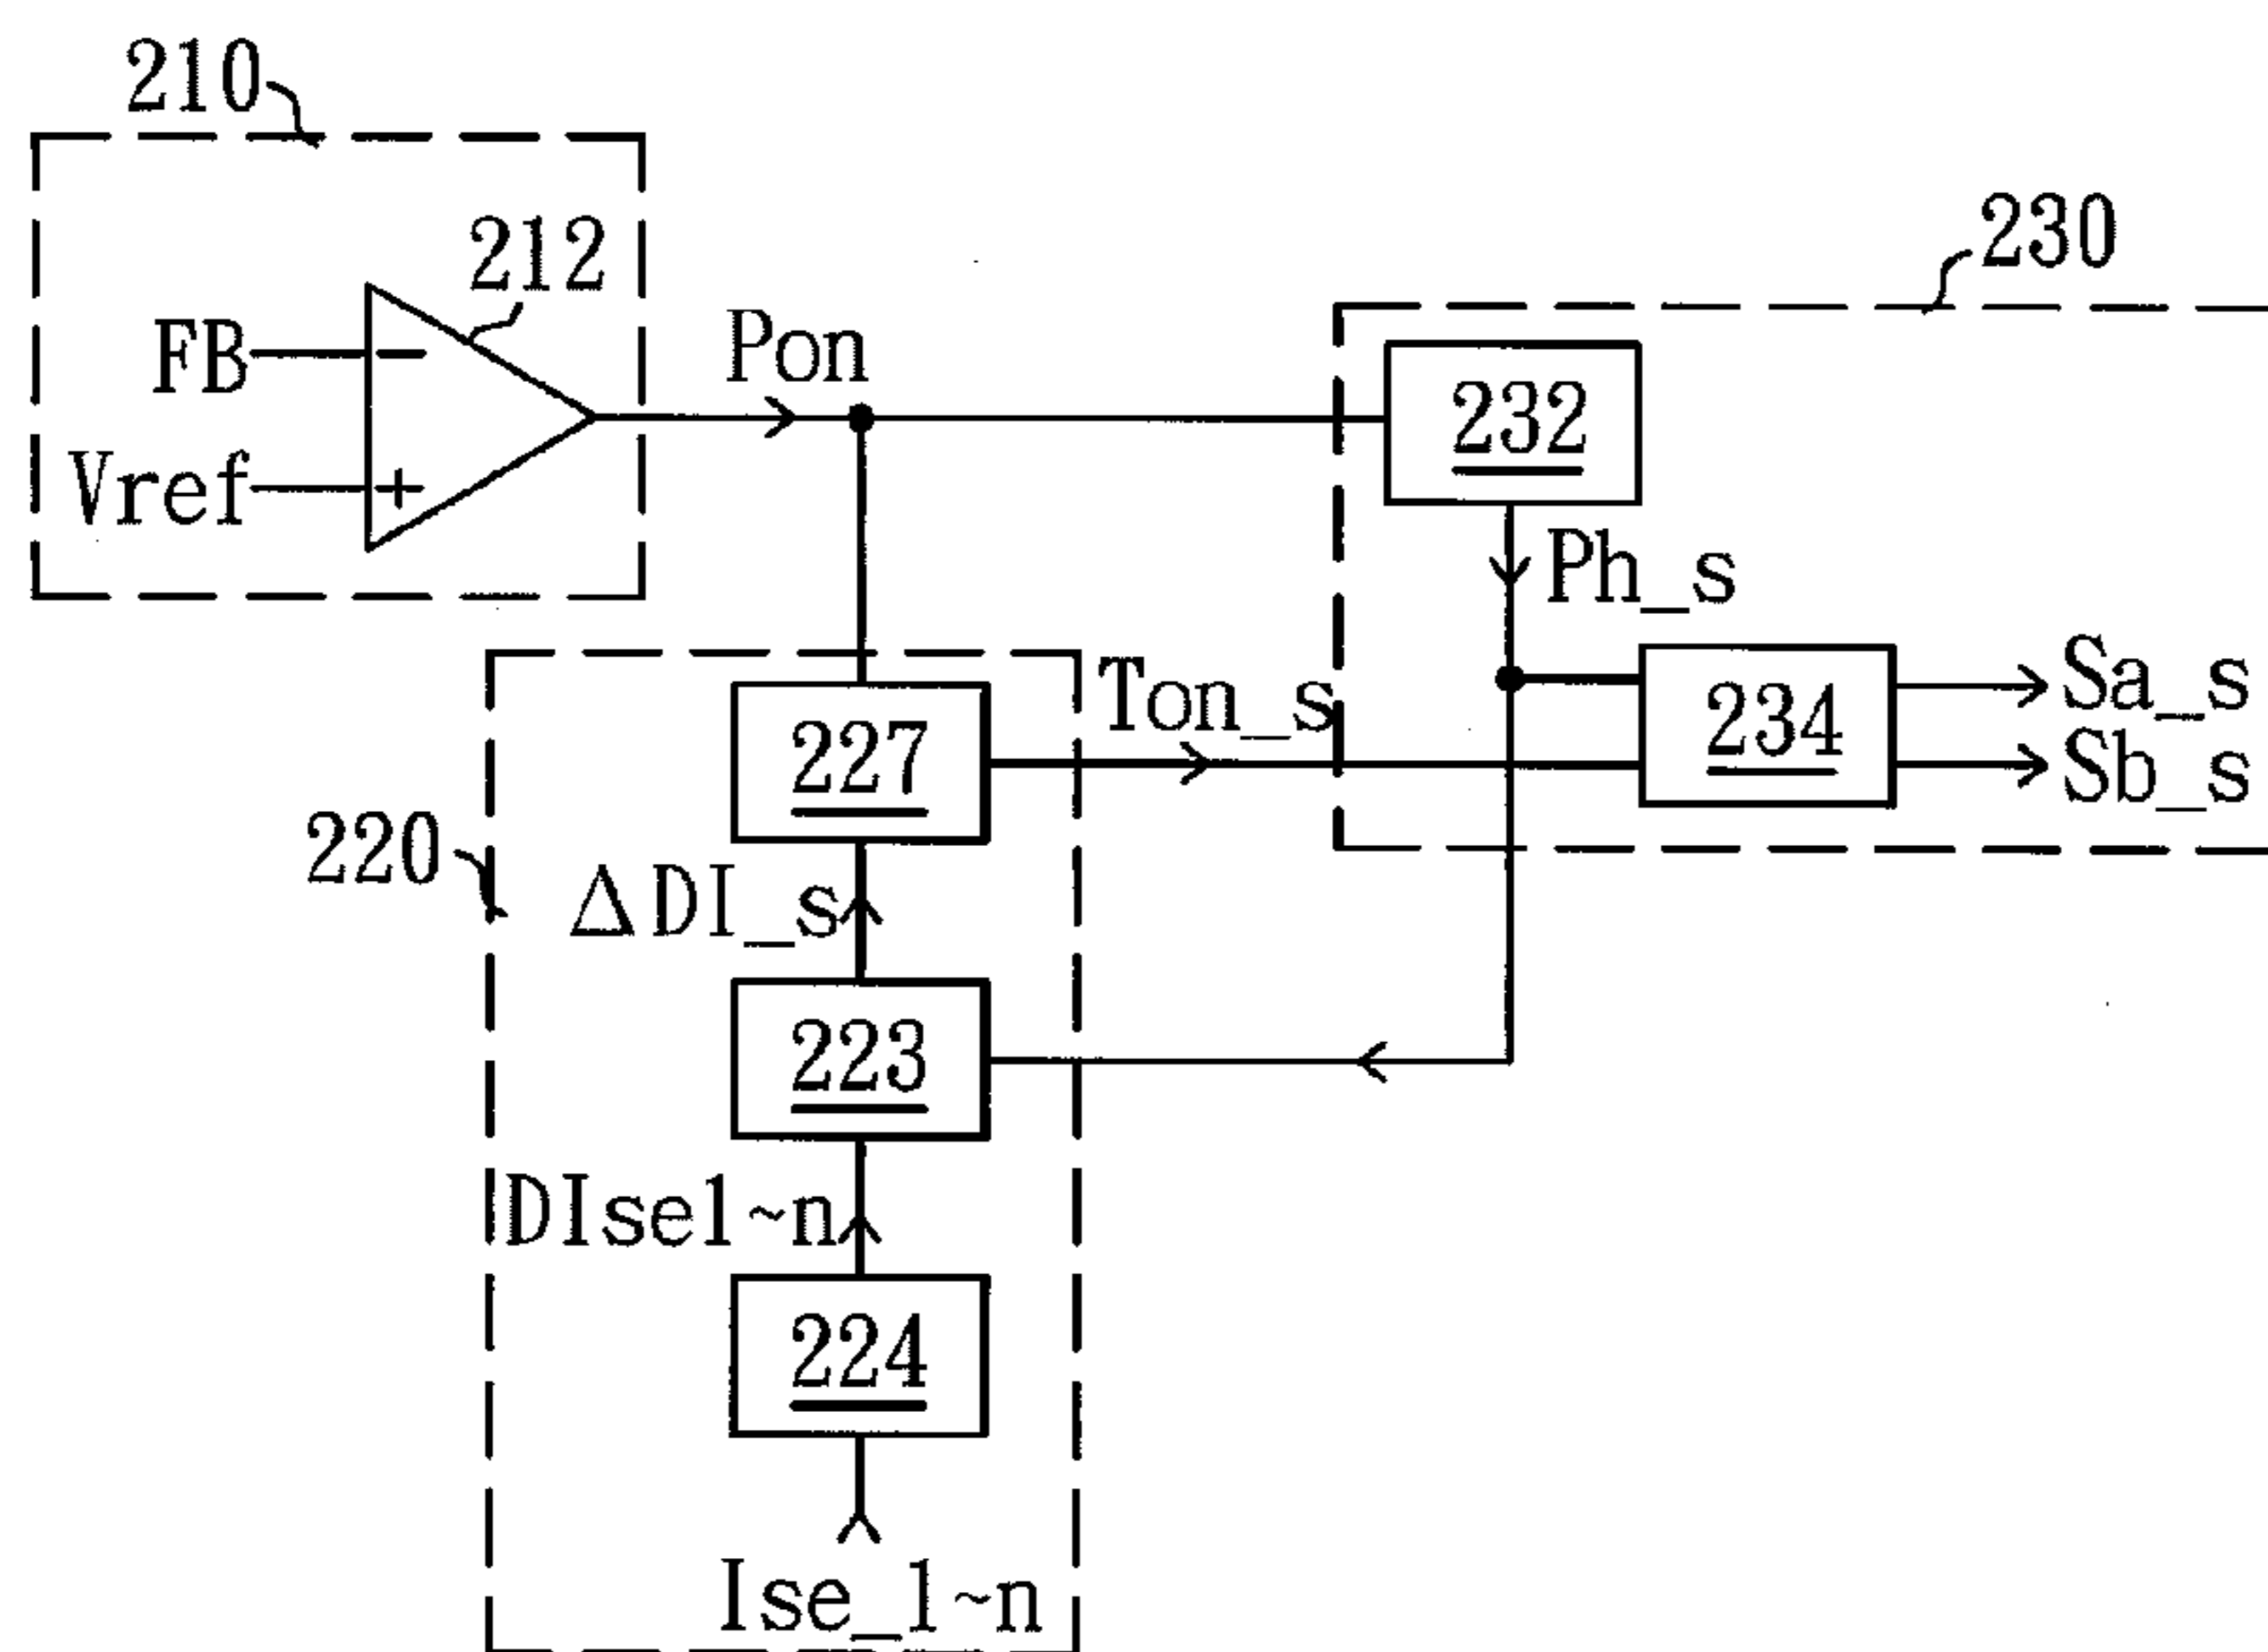 210
212
230
FB
Pon
232
Vref
Ph_s
Ton_s
Sa_s
234
227
Sb_s
220
ΔDI_s
223
DIse1~n
224
Ise_1~n